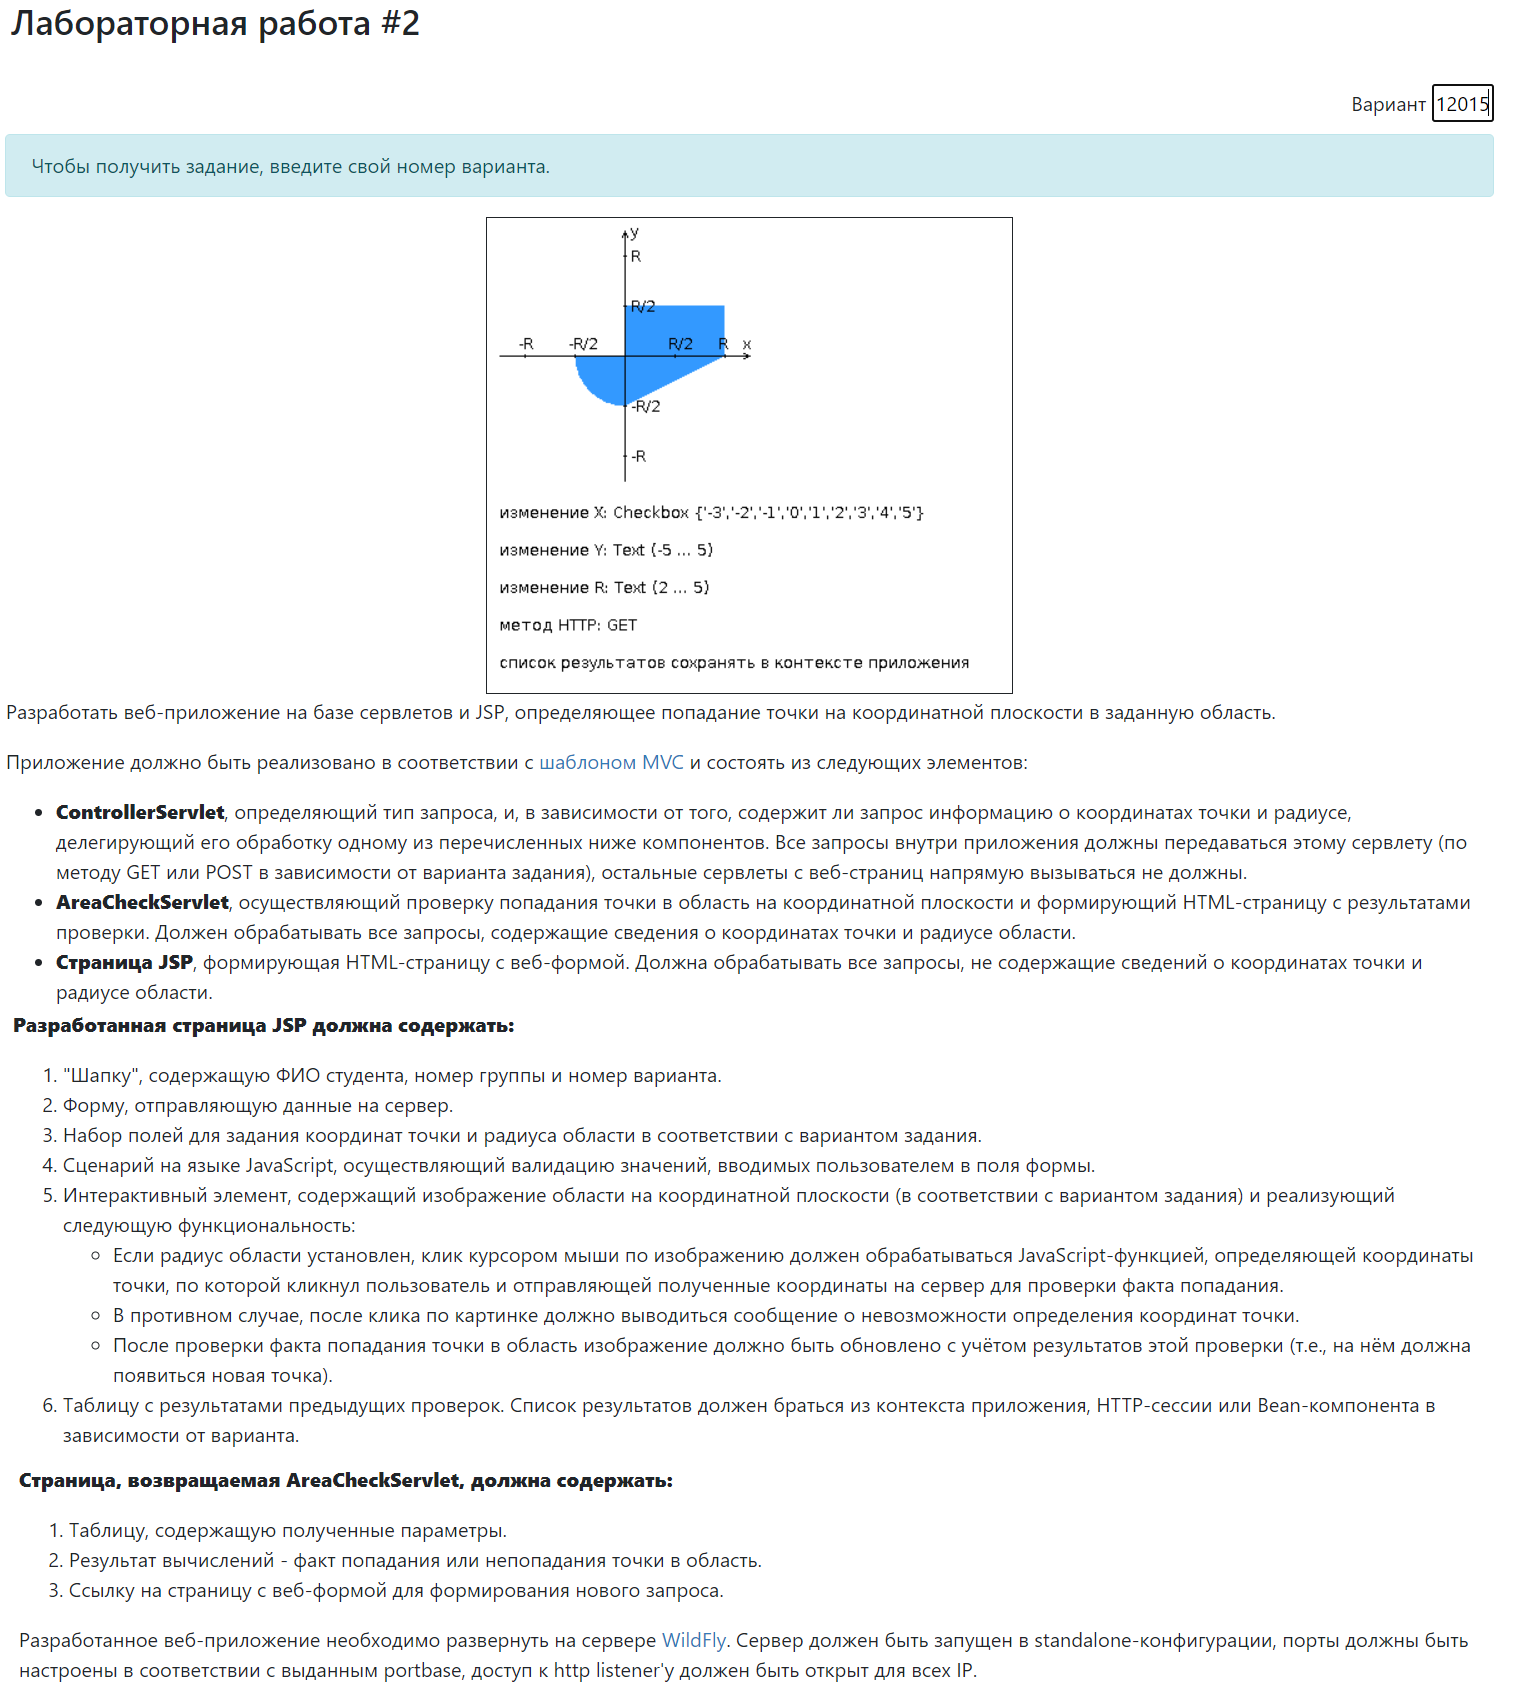 Лабораторная работа #2
Вариант 12015
Чтобы получить задание, введите свой номер варианта.
y
R
R/2
-R -R/2 R/2 R x
-R/2
-R
изменение X: Checkbox {'-3','-2','-1','0','1','2','3','4','5'}
изменение Y: Text (-5 ... 5)
изменение R: Text (2 ... 5)
метод HTTP: GET
список результатов сохранять в контексте приложения
Разработать веб-приложение на базе сервлетов и JSP, определяющее попадание точки на координатной плоскости в заданную область.
Приложение должно быть реализовано в соответствии с шаблоном MVC и состоять из следующих элементов:
• ControllerServlet, определяющий тип запроса, и, в зависимости от того, содержит ли запрос информацию о координатах точки и радиусе,
делегирующий его обработку одному из перечисленных ниже компонентов. Все запросы внутри приложения должны передаваться этому сервлету (по
методу GET или POST в зависимости от варианта задания), остальные сервлеты с веб-страниц напрямую вызываться не должны.
• AreaCheckServlet, осуществляющий проверку попадания точки в область на координатной плоскости и формирующий HTML-страницу с результатами
проверки. Должен обрабатывать все запросы, содержащие сведения о координатах точки и радиусе области.
• Страница JSP, формирующая HTML-страницу с веб-формой. Должна обрабатывать все запросы, не содержащие сведений о координатах точки и
радиусе области.
Разработанная страница JSP должна содержать:
1. "Шапку", содержащую ФИО студента, номер группы и номер варианта.
2. Форму, отправляющую данные на сервер.
3. Набор полей для задания координат точки и радиуса области в соответствии с вариантом задания.
4. Сценарий на языке JavaScript, осуществляющий валидацию значений, вводимых пользователем в поля формы.
5. Интерактивный элемент, содержащий изображение области на координатной плоскости (в соответствии с вариантом задания) и реализующий
следующую функциональность:
◦ Если радиус области установлен, клик курсором мыши по изображению должен обрабатываться JavaScript-функцией, определяющей координаты
точки, по которой кликнул пользователь и отправляющей полученные координаты на сервер для проверки факта попадания.
◦ В противном случае, после клика по картинке должно выводиться сообщение о невозможности определения координат точки.
◦ После проверки факта попадания точки в область изображение должно быть обновлено с учётом результатов этой проверки (т.е., на нём должна
появиться новая точка).
6. Таблицу с результатами предыдущих проверок. Список результатов должен браться из контекста приложения, HTTP-сессии или Bean-компонента в
зависимости от варианта.
Страница, возвращаемая AreaCheckServlet, должна содержать:
1. Таблицу, содержащую полученные параметры.
2. Результат вычислений - факт попадания или непопадания точки в область.
3. Ссылку на страницу с веб-формой для формирования нового запроса.
Разработанное веб-приложение необходимо развернуть на сервере WildFly. Сервер должен быть запущен в standalone-конфигурации, порты должны быть
настроены в соответствии с выданным portbase, доступ к http listener'у должен быть открыт для всех IP.